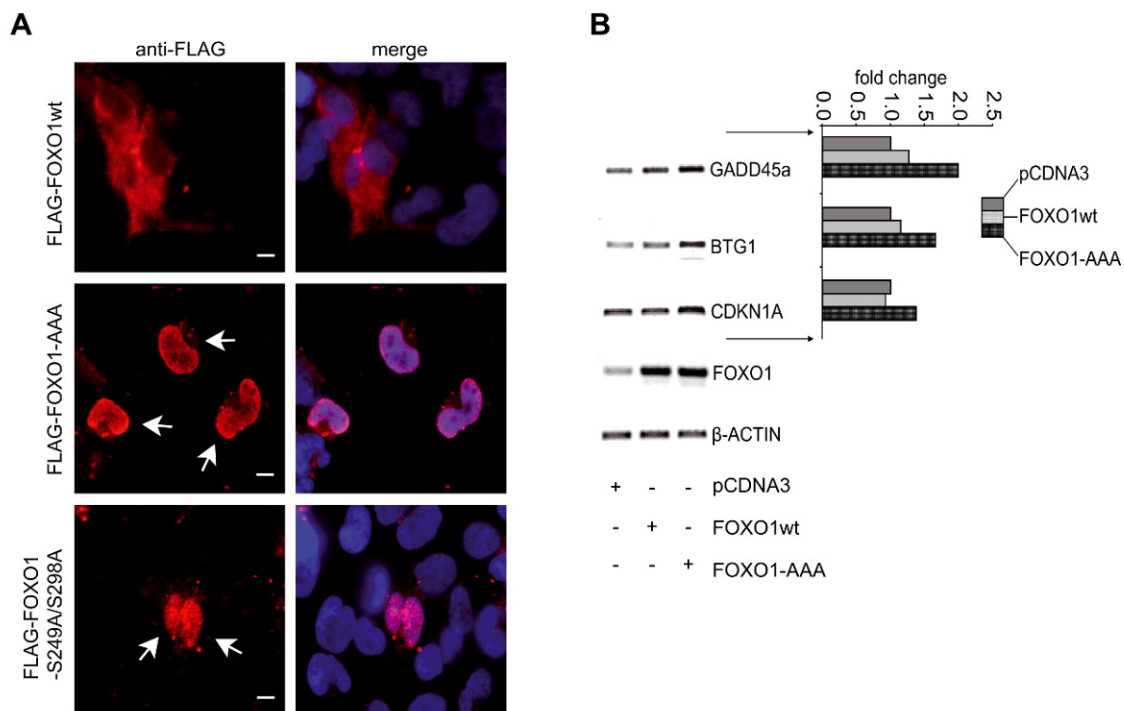 A
anti-FLAG
merge
FLAG-FOXO1wt
FLAG-FOXO1-AAA
FLAG-FOXO1
-S249A/S298A
B
fold change
0.0 0.5 1.0 1.5 2.0 2.5
GADD45a
BTG1
CDKN1A
FOXO1
β-ACTIN
pCDNA3
FOXO1wt
FOXO1-AAA
+ - - pCDNA3
- + - FOXO1wt
- - + FOXO1-AAA